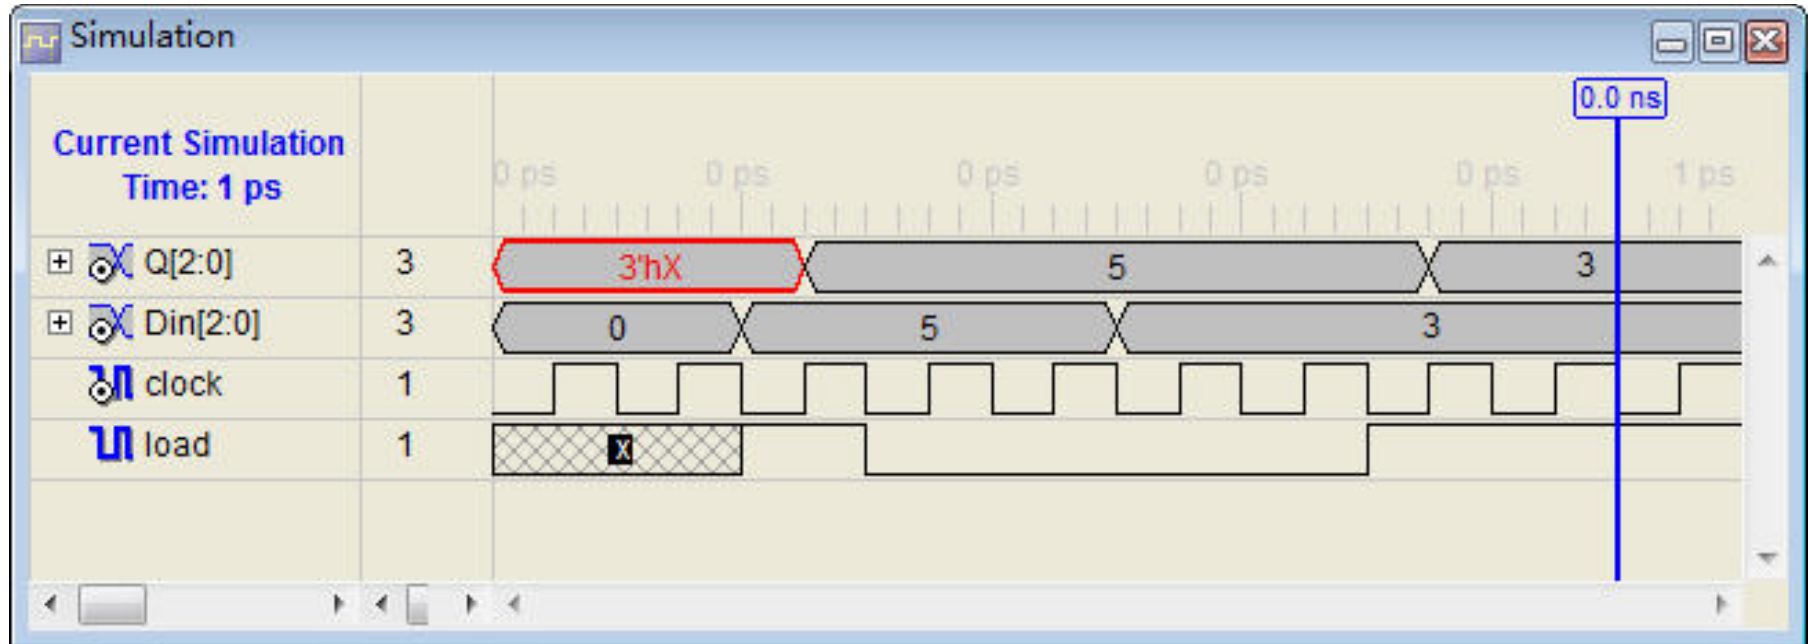 Simulation
0.0 ns
Current Simulation
Time: 1 ps
0 ps 0 ps 0 ps 0 ps 0 ps 1 ps
Q[2:0] 3 3'hX 5 3
Din[2:0] 3 0 5 3
clock 1
load 1 X